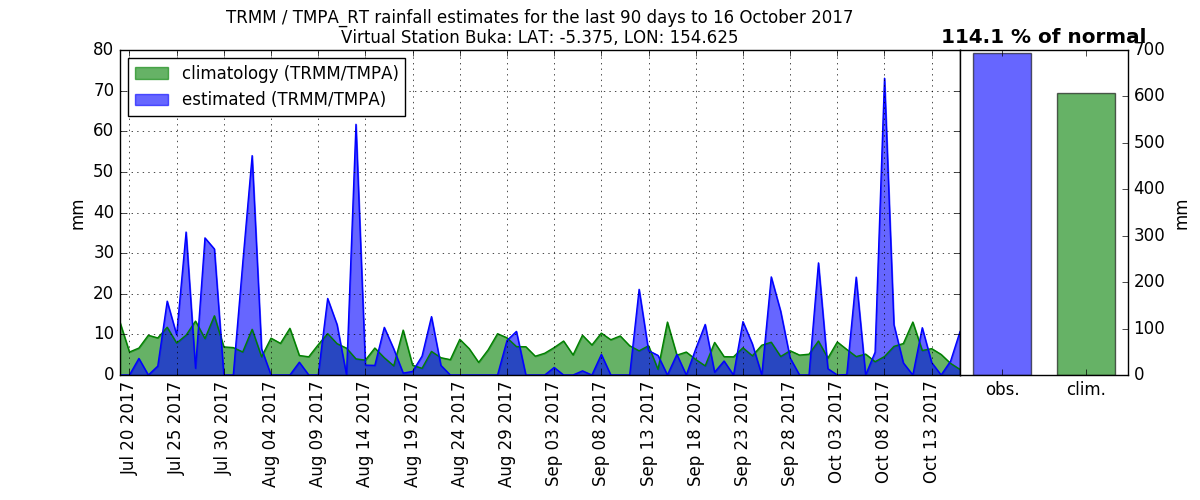 TRMM / TMPA_RT rainfall estimates for the last 90 days to 16 October 2017
Virtual Station Buka: LAT: -5.375, LON: 154.625
114.1 % of normal
climatology (TRMM/TMPA)
estimated (TRMM/TMPA)
80
70
60
50
40
30
20
10
0
mm
Jul 20 2017
Jul 25 2017
Jul 30 2017
Aug 04 2017
Aug 09 2017
Aug 14 2017
Aug 19 2017
Aug 24 2017
Aug 29 2017
Sep 03 2017
Sep 08 2017
Sep 13 2017
Sep 18 2017
Sep 23 2017
Sep 28 2017
Oct 03 2017
Oct 08 2017
Oct 13 2017
obs.
clim.
700
600
500
400
300
200
100
0
mm